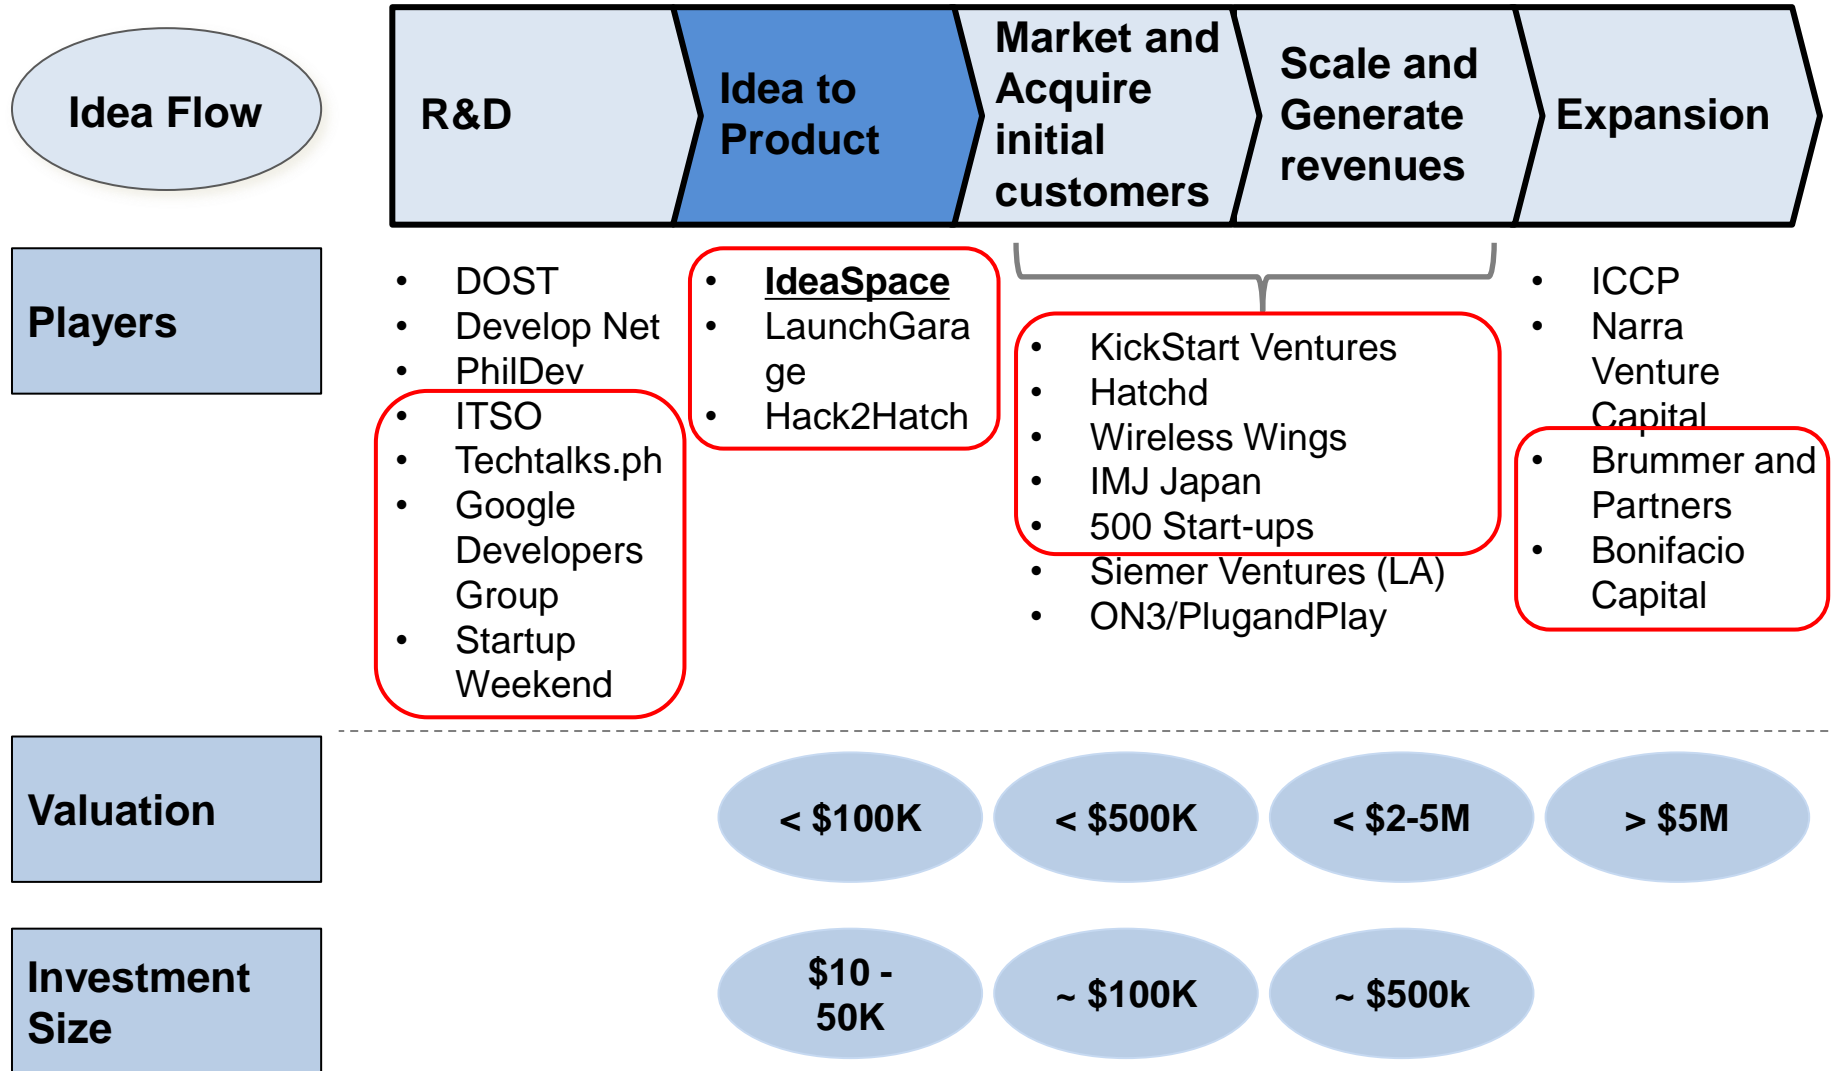 Idea Flow
R&D
Idea to
Product
Market and
Acquire
initial
customers
Scale and
Generate
revenues
Expansion
Players
• DOST
• Develop Net
• PhilDev
• ITSO
• Techtalks.ph
• Google
Developers
Group
• Startup
Weekend
• IdeaSpace
• LaunchGara
ge
• Hack2Hatch
• KickStart Ventures
• Hatchd
• Wireless Wings
• IMJ Japan
• 500 Start-ups
• Siemer Ventures (LA)
• ON3/PlugandPlay
• ICCP
• Narra
Venture
Capital
• Brummer and
Partners
• Bonifacio
Capital
Valuation
< $100K
< $500K
< $2-5M
> $5M
Investment
Size
$10 -
50K
~ $100K
~ $500k